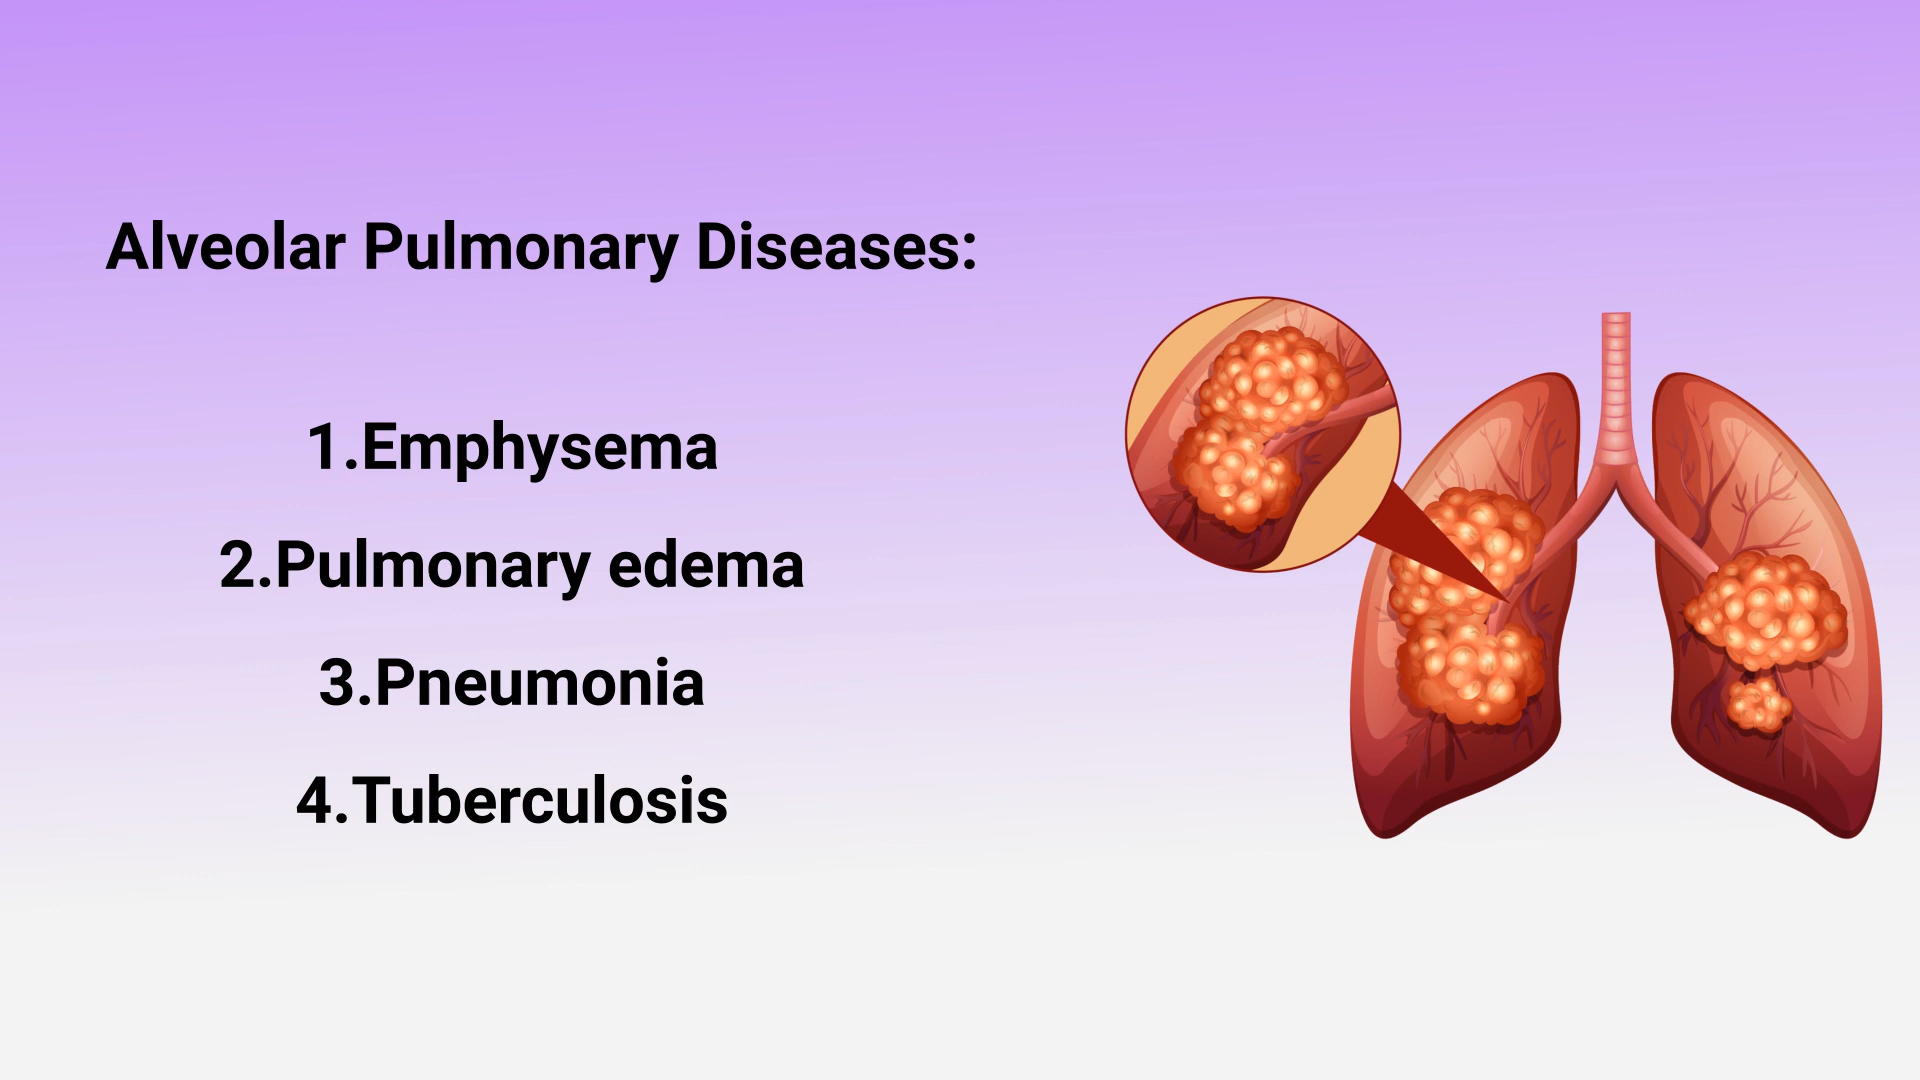 Alveolar Pulmonary Diseases:
1.Emphysema
2.Pulmonary edema
3.Pneumonia
4.Tuberculosis